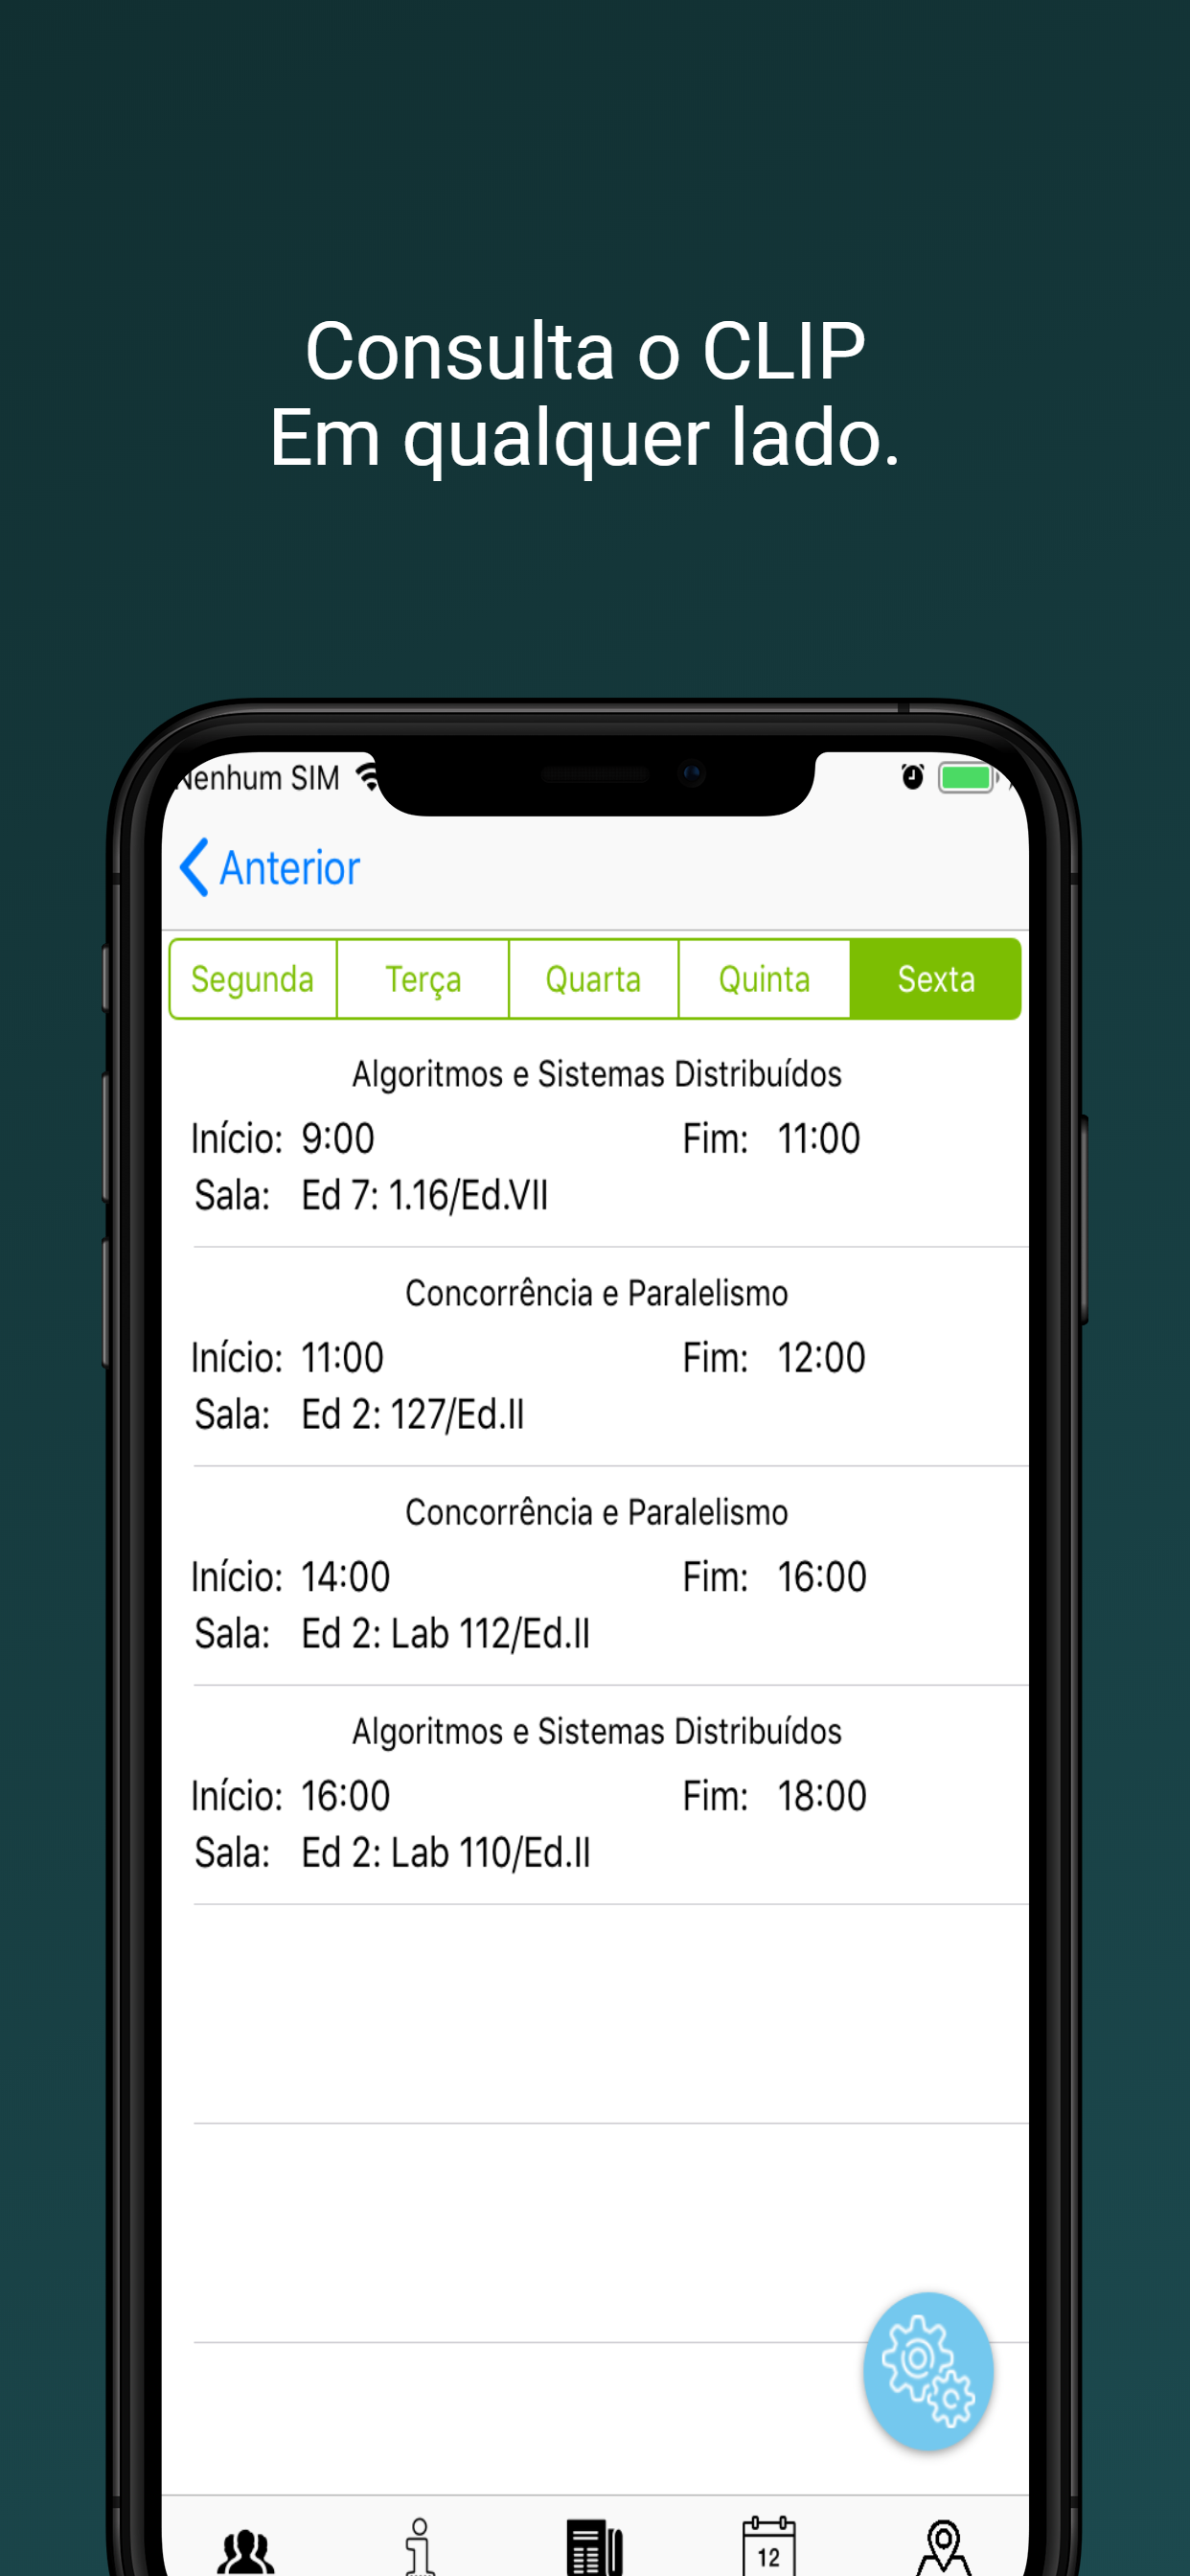 Consulta o CLIP
Em qualquer lado.
Nenhum SIM
Anterior
Segunda Terça Quarta Quinta Sexta
Algoritmos e Sistemas Distribuídos
Início: 9:00 Fim: 11:00
Sala: Ed 7: 1.16/Ed.VII
Concorrência e Paralelismo
Início: 11:00 Fim: 12:00
Sala: Ed 2: 127/Ed.II
Concorrência e Paralelismo
Início: 14:00 Fim: 16:00
Sala: Ed 2: Lab 112/Ed.II
Algoritmos e Sistemas Distribuídos
Início: 16:00 Fim: 18:00
Sala: Ed 2: Lab 110/Ed.II
12